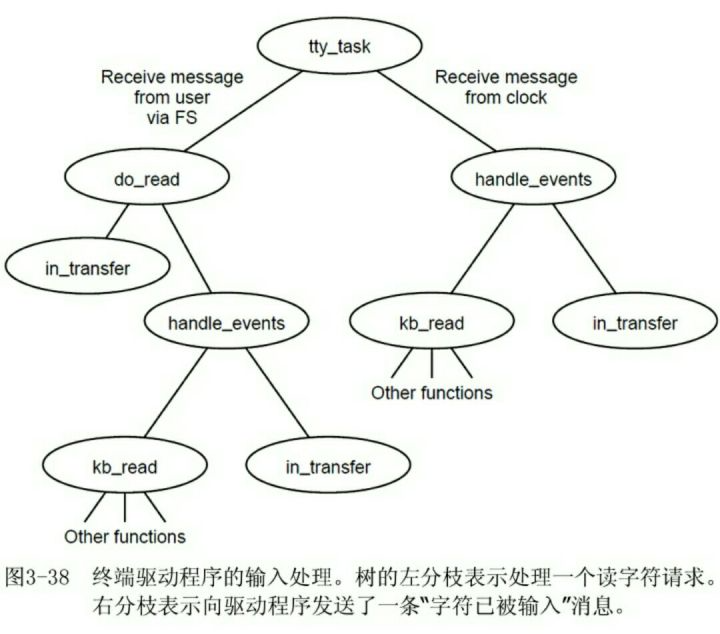 tty_task
Receive message
from user
via FS
Receive message
from clock
do_read
handle_events
in_transfer
handle_events
kb_read
in_transfer
Other functions
kb_read
in_transfer
Other functions
图3-38 终端驱动程序的输入处理。树的左分枝表示处理一个读字符请求。
右分枝表示向驱动程序发送了一条“字符已被输入”消息。